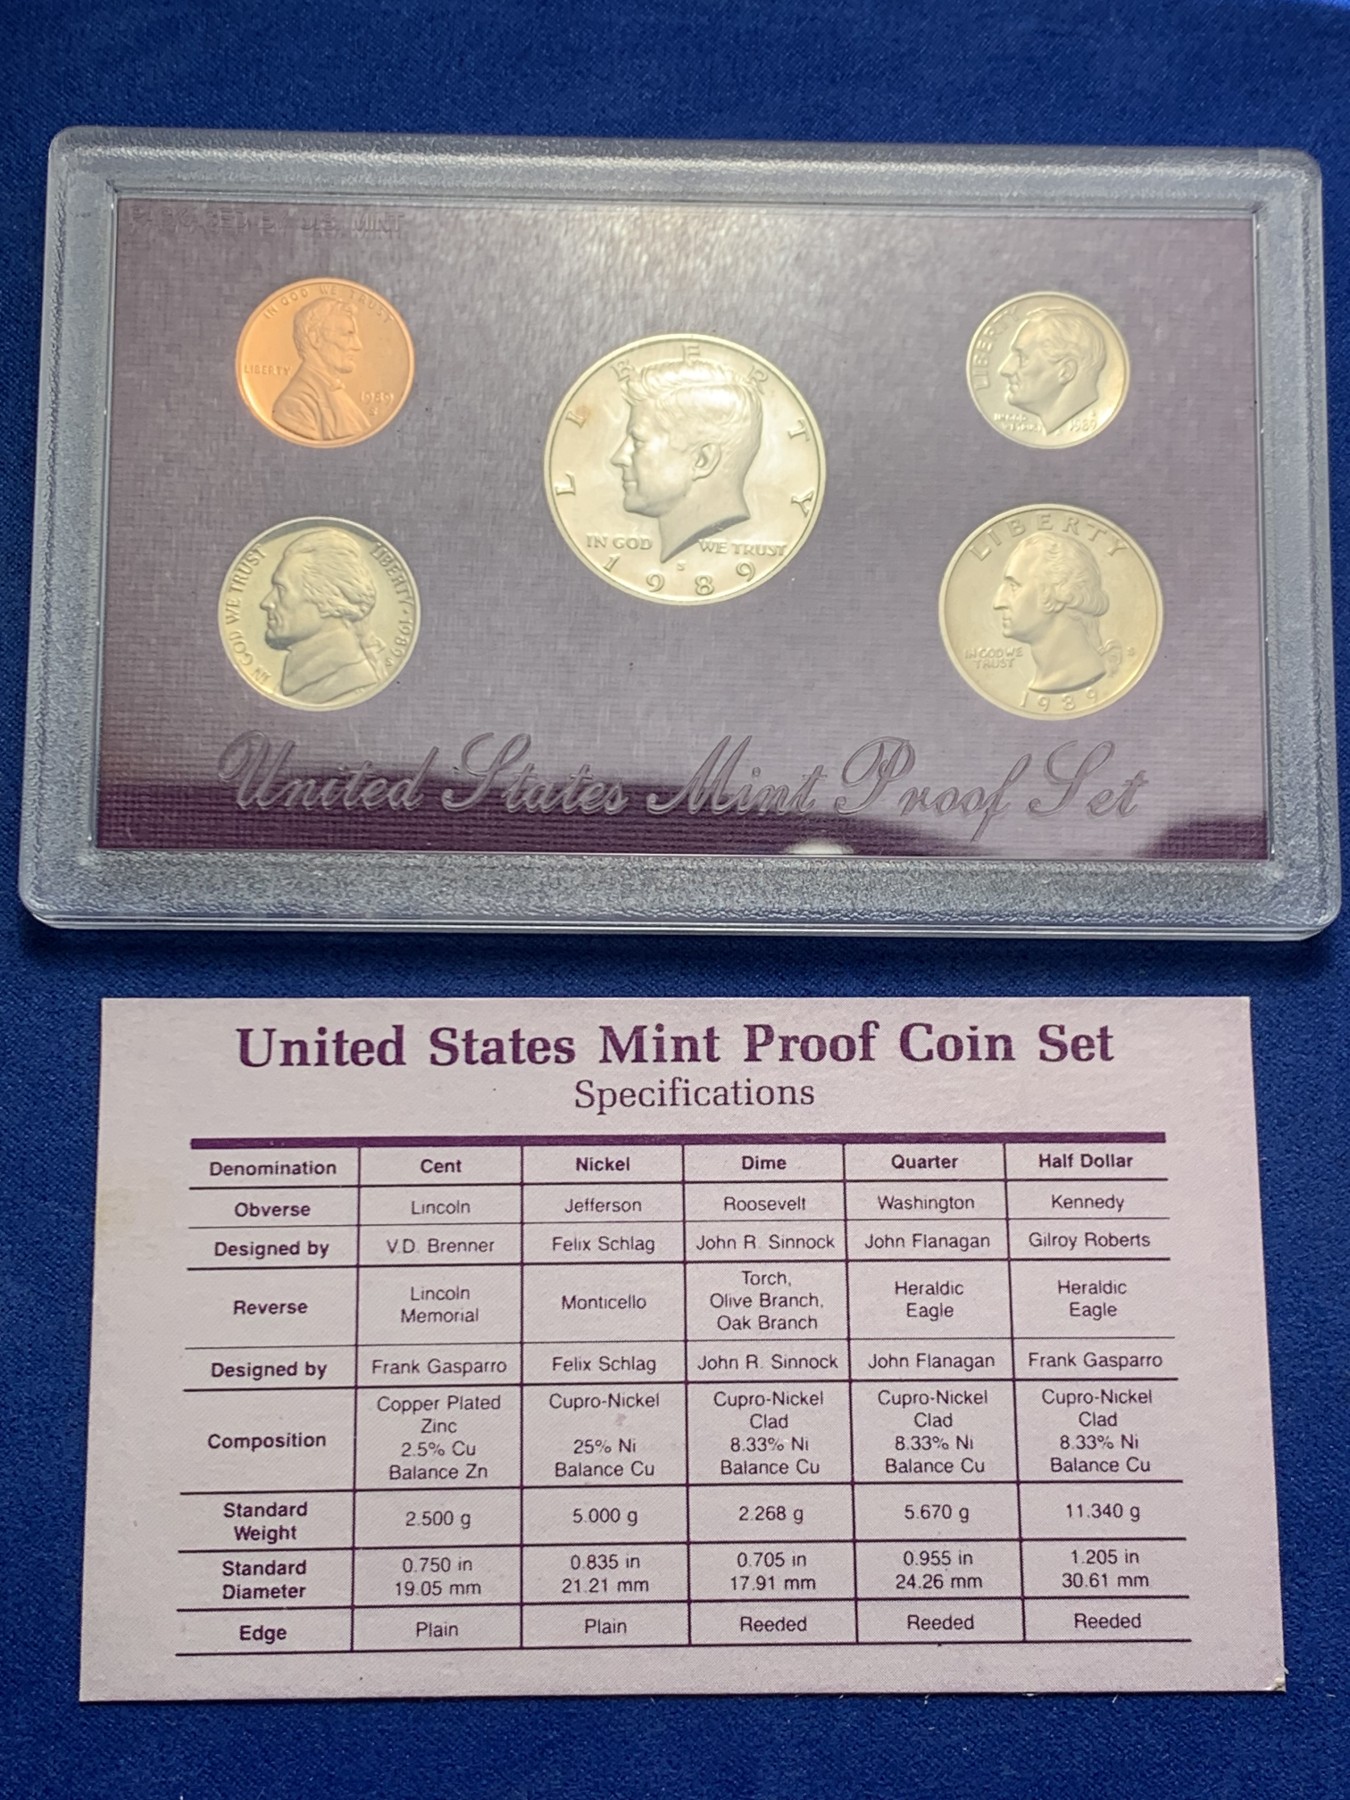 PACKAGED BY U.S. MINT
IN GOD WE TRUST
LIBERTY
1989
S
LIBERTY
IN GOD WE TRUST
S
1989
LIBERTY
IN GOD
WE TRUST
S
1989
IN GOD WE TRUST
LIBERTY · 1989
S
LIBERTY
IN GOD WE
TRUST
S
1989
United States Mint Proof Set
United States Mint Proof Coin Set
Specifications
Denomination Cent Nickel Dime Quarter Half Dollar
Obverse Lincoln Jefferson Roosevelt Washington Kennedy
Designed by V.D. Brenner Felix Schlag John R. Sinnock John Flanagan Gilroy Roberts
Reverse Lincoln Memorial Monticello Torch, Olive Branch, Oak Branch Heraldic Eagle Heraldic Eagle
Designed by Frank Gasparro Felix Schlag John R. Sinnock John Flanagan Frank Gasparro
Composition Copper Plated Zinc 2.5% Cu Balance Zn Cupro-Nickel 25% Ni Balance Cu Cupro-Nickel Clad 8.33% Ni Balance Cu Cupro-Nickel Clad 8.33% Ni Balance Cu Cupro-Nickel Clad 8.33% Ni Balance Cu
Standard Weight 2.500 g 5.000 g 2.268 g 5.670 g 11.340 g
Standard Diameter 0.750 in 19.05 mm 0.835 in 21.21 mm 0.705 in 17.91 mm 0.955 in 24.26 mm 1.205 in 30.61 mm
Edge Plain Plain Reeded Reeded Reeded